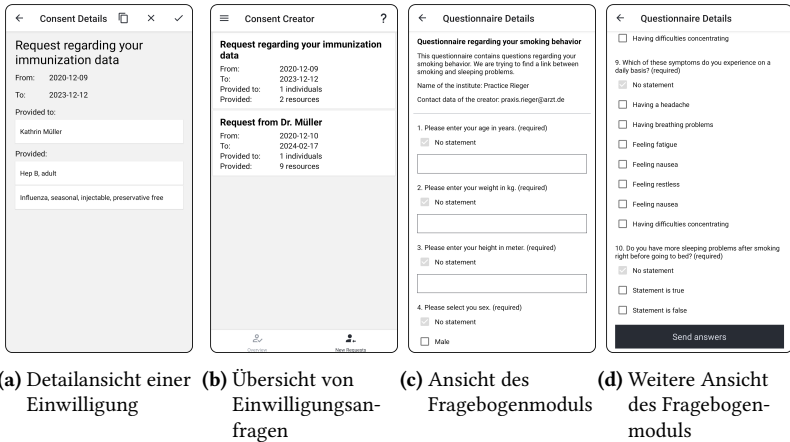 Consent Details
Request regarding your
immunization data
From: 2020-12-09
To: 2023-12-12
Provided to:
Kathrin Müller
Provided:
Hep B, adult
Influenza, seasonal, injectable, preservative free
Consent Creator ?
Request regarding your immunization
data
From: 2020-12-09
To: 2023-12-12
Provided to: 1 individuals
Provided: 2 resources
Request from Dr. Müller
From: 2020-12-10
To: 2024-02-17
Provided to: 1 individuals
Provided: 9 resources
Overview New Requests
Questionnaire Details
Questionnaire regarding your smoking behavior
This questionnaire contains questions regarding your
smoking behavior. We are trying to find a link between
smoking and sleeping problems.
Name of the institute: Practice Rieger
Contact data of the creator: praxis.rieger@arzt.de
1. Please enter your age in years. (required)
No statement
2. Please enter your weight in kg. (required)
No statement
3. Please enter your height in meter. (required)
No statement
4. Please select you sex. (required)
No statement
Male
Questionnaire Details
Having difficulties concentrating
9. Which of these symptoms do you experience on a
daily basis? (required)
No statement
Having a headache
Having breathing problems
Feeling fatigue
Feeling nausea
Feeling restless
Feeling nausea
Having difficulties concentrating
10. Do you have more sleeping problems after smoking
right before going to bed? (required)
No statement
Statement is true
Statement is false
Send answers
(a) Detailansicht einer
Einwilligung
(b) Übersicht von
Einwilligungsan-
fragen
(c) Ansicht des
Fragebogenmoduls
(d) Weitere Ansicht
des Fragebogen-
moduls